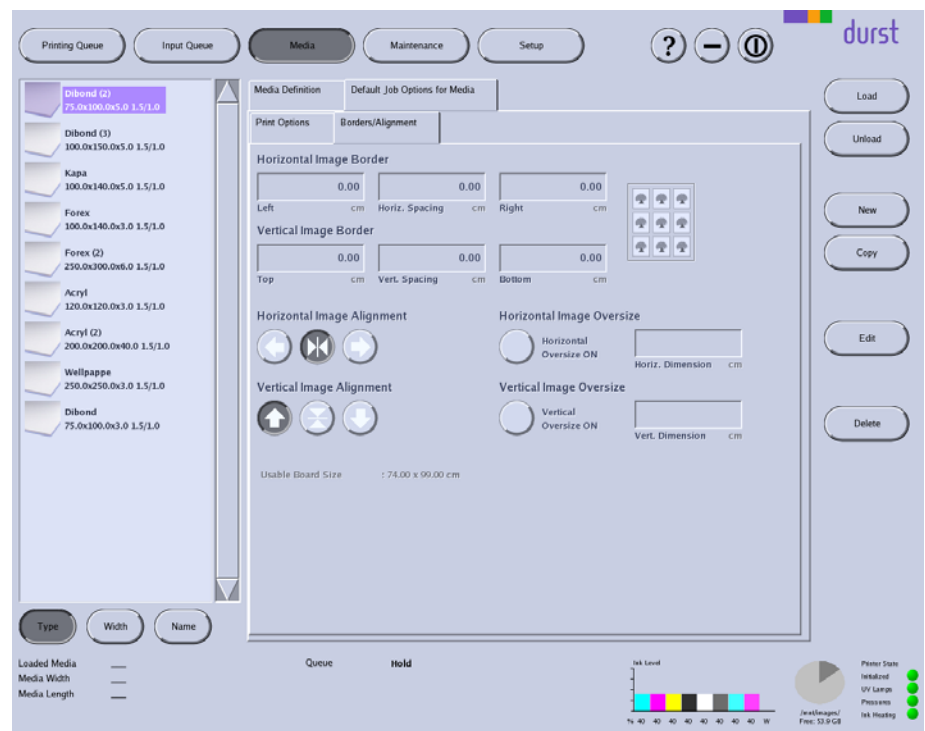 Printing Queue
Input Queue
Media
Maintenance
Setup
?
durst
Dibond (2)
75.0x100.0x5.0 1.5/1.0
Dibond (3)
100.0x150.0x5.0 1.5/1.0
Kapa
100.0x140.0x5.0 1.5/1.0
Forex
100.0x140.0x3.0 1.5/1.0
Forex (2)
250.0x300.0x6.0 1.5/1.0
Acryl
120.0x120.0x3.0 1.5/1.0
Acryl (2)
200.0x200.0x40.0 1.5/1.0
Wellpappe
250.0x250.0x3.0 1.5/1.0
Dibond
75.0x100.0x3.0 1.5/1.0
Type
Width
Name
Media Definition
Default Job Options for Media
Print Options
Borders/Alignment
Horizontal Image Border
0.00 0.00 0.00
Left cm Horiz. Spacing cm Right cm
Vertical Image Border
0.00 0.00 0.00
Top cm Vert. Spacing cm Bottom cm
Horizontal Image Alignment
Horizontal Image Oversize
Horizontal
Oversize ON
Horiz. Dimension cm
Vertical Image Alignment
Vertical Image Oversize
Vertical
Oversize ON
Vert. Dimension cm
Usable Board Size : 74.00 x 99.00 cm
Load
Unload
New
Copy
Edit
Delete
Loaded Media
Media Width
Media Length
Queue Hold
Ink Level
% 40 40 40 40 40 40 40 40 W
/mnt/images/
Free: 53.9 GB
Printer State
Initialized
UV Lamps
Pressures
Ink Heating